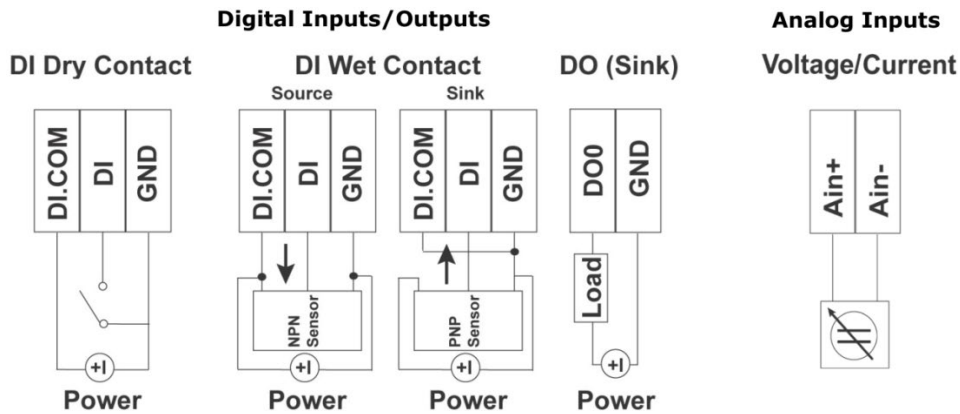 Digital Inputs/Outputs
Analog Inputs
DI Dry Contact
DI Wet Contact
DO (Sink)
Voltage/Current
Source
Sink
DI.COM
DI
GND
DI.COM
DI
GND
DI.COM
DI
GND
DO0
GND
Ain+
Ain-
NPN
Sensor
PNP
Sensor
Load
Power
Power
Power
Power